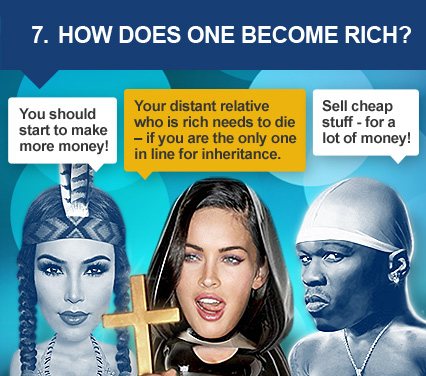 7. HOW DOES ONE BECOME RICH?
You should
start to make
more money!
Your distant relative
who is rich needs to die
– if you are the only one
in line for inheritance.
Sell cheap
stuff - for a
lot of money!